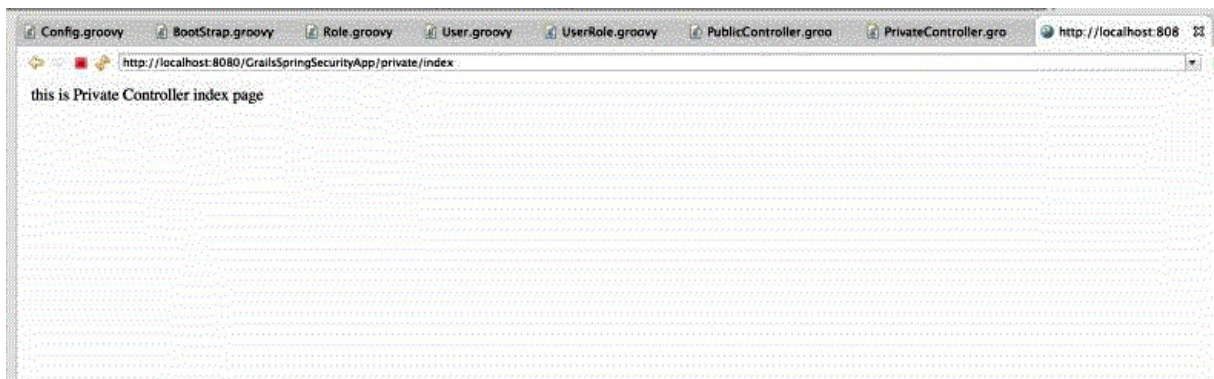 Config.groovy BootStrap.groovy Role.groovy User.groovy UserRole.groovy PublicController.groo PrivateController.gro http://localhost:808
http://localhost:8080/GrailsSpringSecurityApp/private/index
this is Private Controller index page